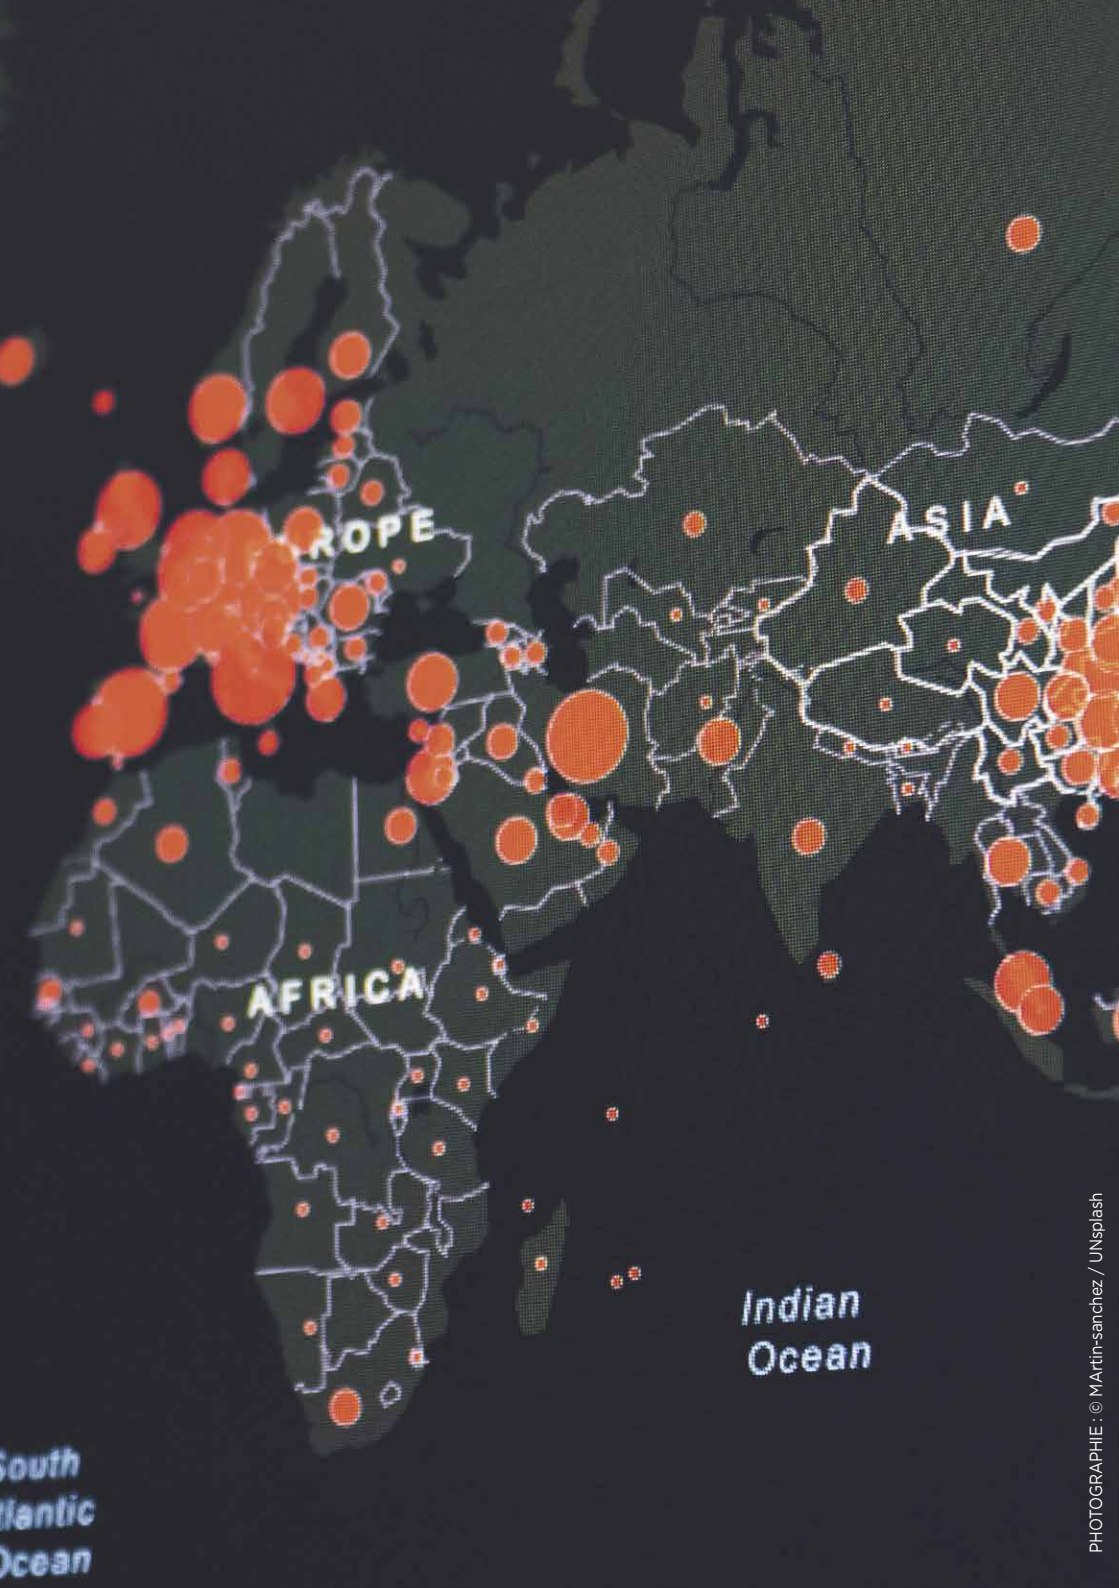 ROPE
ASIA
AFRICA
Indian
Ocean
South
tlantic
Ocean
PHOTOGRAPHIE : © MArtin-sanchez / UNsplash